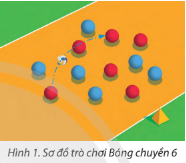 Hình 1. Sơ đồ trò chơi Bóng chuyền 6